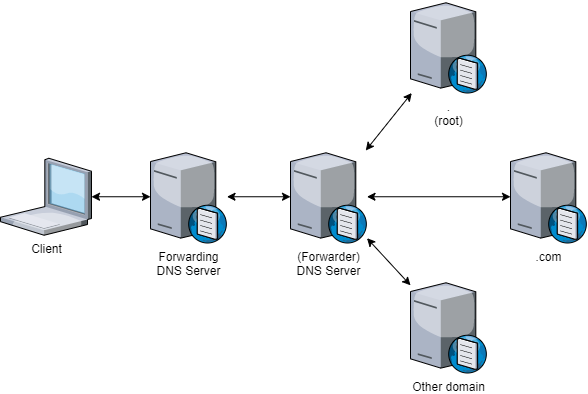 .
(root)
Client
Forwarding
DNS Server
(Forwarder)
DNS Server
.com
Other domain